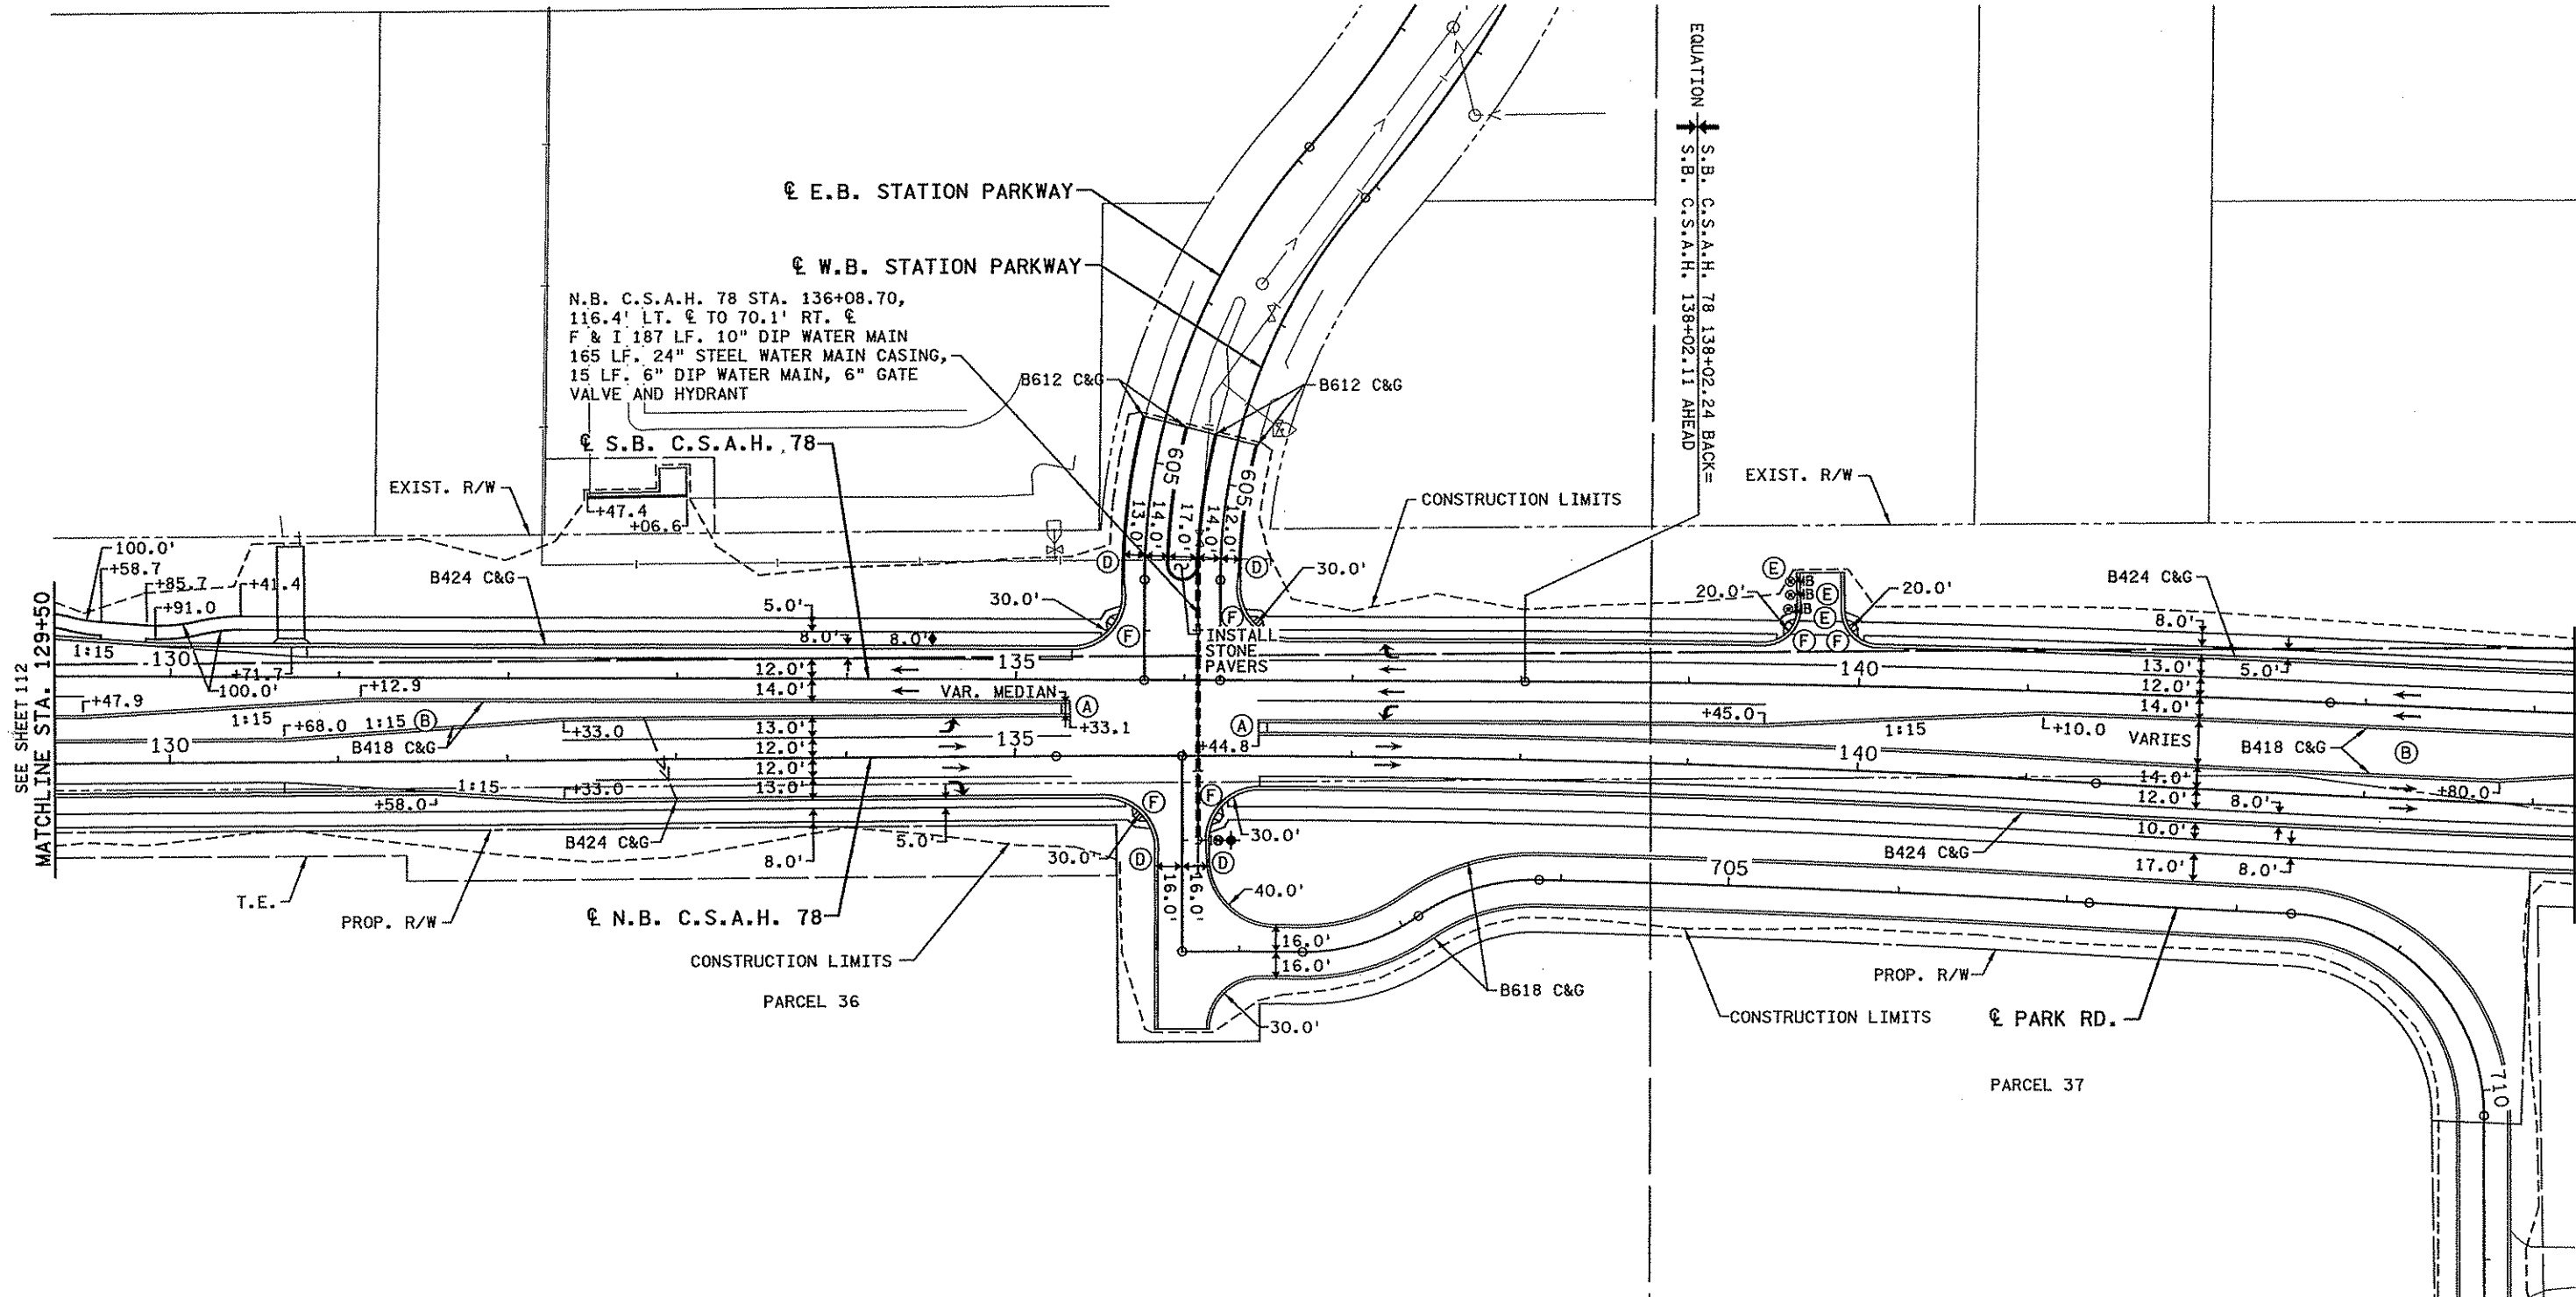 EQUATION
S.B. C.S.A.H. 78 138+02.24 BACK=
S.B. C.S.A.H. 138+02.11 AHEAD
℄ E.B. STATION PARKWAY
℄ W.B. STATION PARKWAY
N.B. C.S.A.H. 78 STA. 136+08.70,
116.4' LT. ℄ TO 70.1' RT. ℄
F & I 187 LF. 10" DIP WATER MAIN
165 LF. 24" STEEL WATER MAIN CASING,
15 LF. 6" DIP WATER MAIN, 6" GATE
VALVE AND HYDRANT
B612 C&G
B612 C&G
℄ S.B. C.S.A.H. 78
EXIST. R/W
+47.4
+06.6
605
605
13.0'
14.0'
17.0'
14.0'
12.0'
CONSTRUCTION LIMITS
EXIST. R/W
SEE SHEET 112
MATCHLINE STA. 129+50
100.0'
+58.7
+85.7
+41.4
+91.0
B424 C&G
5.0'
30.0'
D
D
30.0'
E
MB
MB
E
MB
E
20.0'
20.0'
B424 C&G
8.0'
1:15
130
+71.7
100.0'
8.0'
8.0'
12.0'
14.0'
135
F
F
INSTALL
STONE
PAVERS
F
F
140
13.0'
5.0'
12.0'
14.0'
+47.9
+12.9
1:15
+68.0
1:15
B
B418 C&G
+33.0
VAR. MEDIAN
A
+33.1
A
+44.8
+45.0
1:15
+10.0
VARIES
B418 C&G
B
130
13.0'
12.0'
12.0'
13.0'
135
140
14.0'
12.0'
+80.0
1:15
+58.0
+33.0
B424 C&G
8.0'
5.0'
30.0'
F
F
30.0'
D
D
16.0'
16.0'
40.0'
8.0'
10.0'
17.0'
8.0'
B424 C&G
705
T.E.
PROP. R/W
℄ N.B. C.S.A.H. 78
CONSTRUCTION LIMITS
PARCEL 36
16.0'
16.0'
30.0'
B618 C&G
PROP. R/W
CONSTRUCTION LIMITS
℄ PARK RD.
PARCEL 37
710